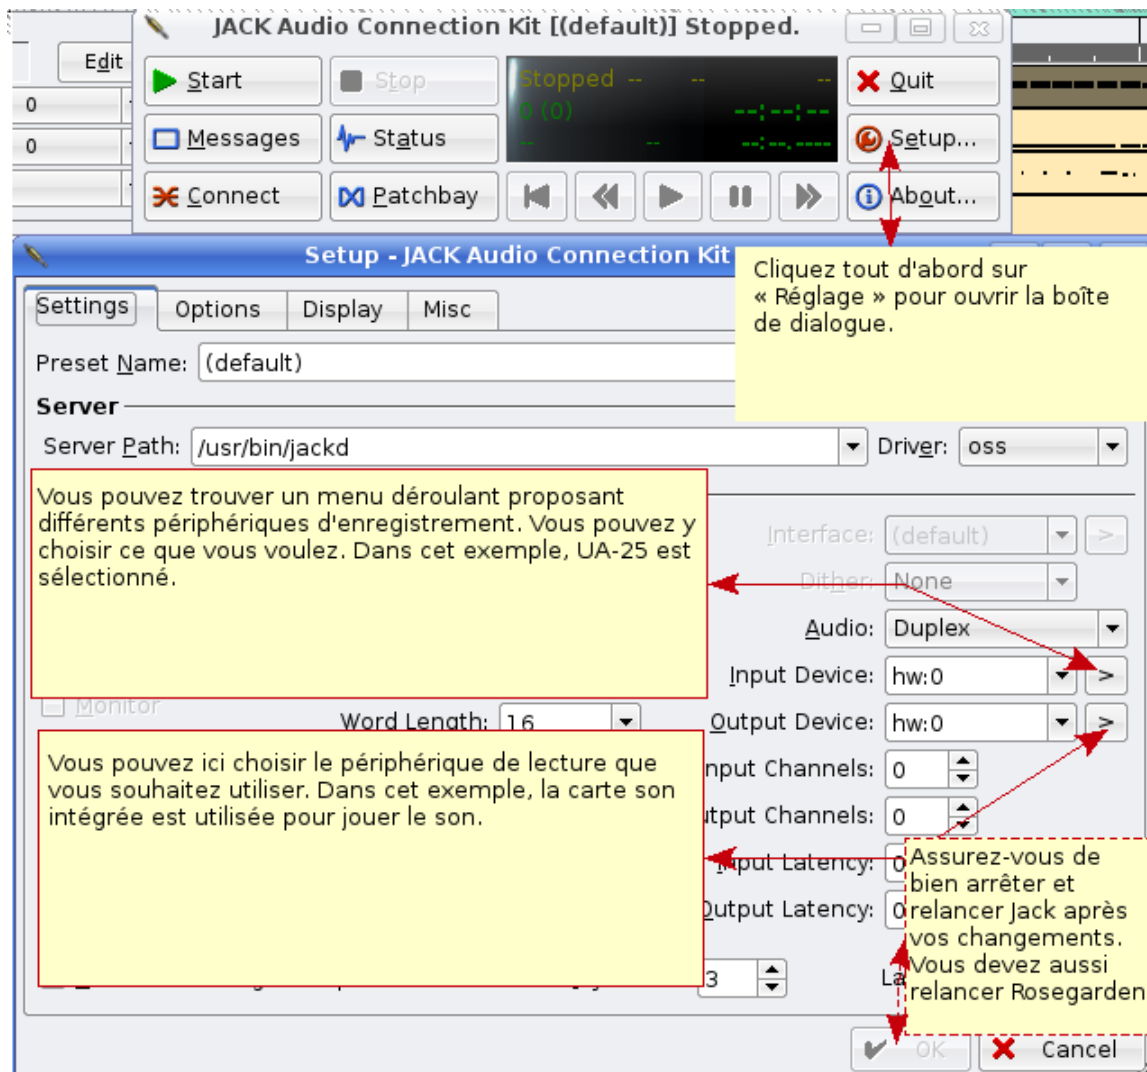 JACK Audio Connection Kit [(default)] Stopped.
Edit
Start
Stop
Stopped -- -- --
0 (0) --:--:--
-- -- --:--.----
Quit
0
0
Messages
Status
Setup...
Connect
Patchbay
About...
Setup - JACK Audio Connection Kit
Cliquez tout d'abord sur
« Réglage » pour ouvrir la boîte
de dialogue.
Settings
Options
Display
Misc
Preset Name: (default)
Server
Server Path: /usr/bin/jackd
Driver: oss
Vous pouvez trouver un menu déroulant proposant
différents périphériques d'enregistrement. Vous pouvez y
choisir ce que vous voulez. Dans cet exemple, UA-25 est
sélectionné.
Interface: (default) >
Dither: None
Audio: Duplex
Input Device: hw:0 >
Monitor
Word Length: 16
Output Device: hw:0 >
Vous pouvez ici choisir le périphérique de lecture que
vous souhaitez utiliser. Dans cet exemple, la carte son
intégrée est utilisée pour jouer le son.
nput Channels: 0
utput Channels: 0
Input Latency: 0
Output Latency: 0
Assurez-vous de
bien arrêter et
relancer Jack après
vos changements.
Vous devez aussi
relancer Rosegarden
3
La
OK
Cancel